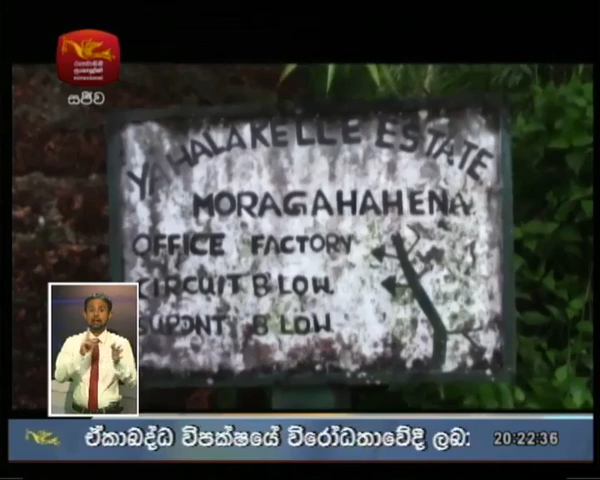 සජීව
YAHALAKELLE ESTATE
MORAGAHAHENA
OFFICE FACTORY
CIRCUIT B LOW
SUPDNT B LOW
ඒකාබද්ධ විපක්ෂයේ විරෝධතාවේදී ලබ
20:22:36